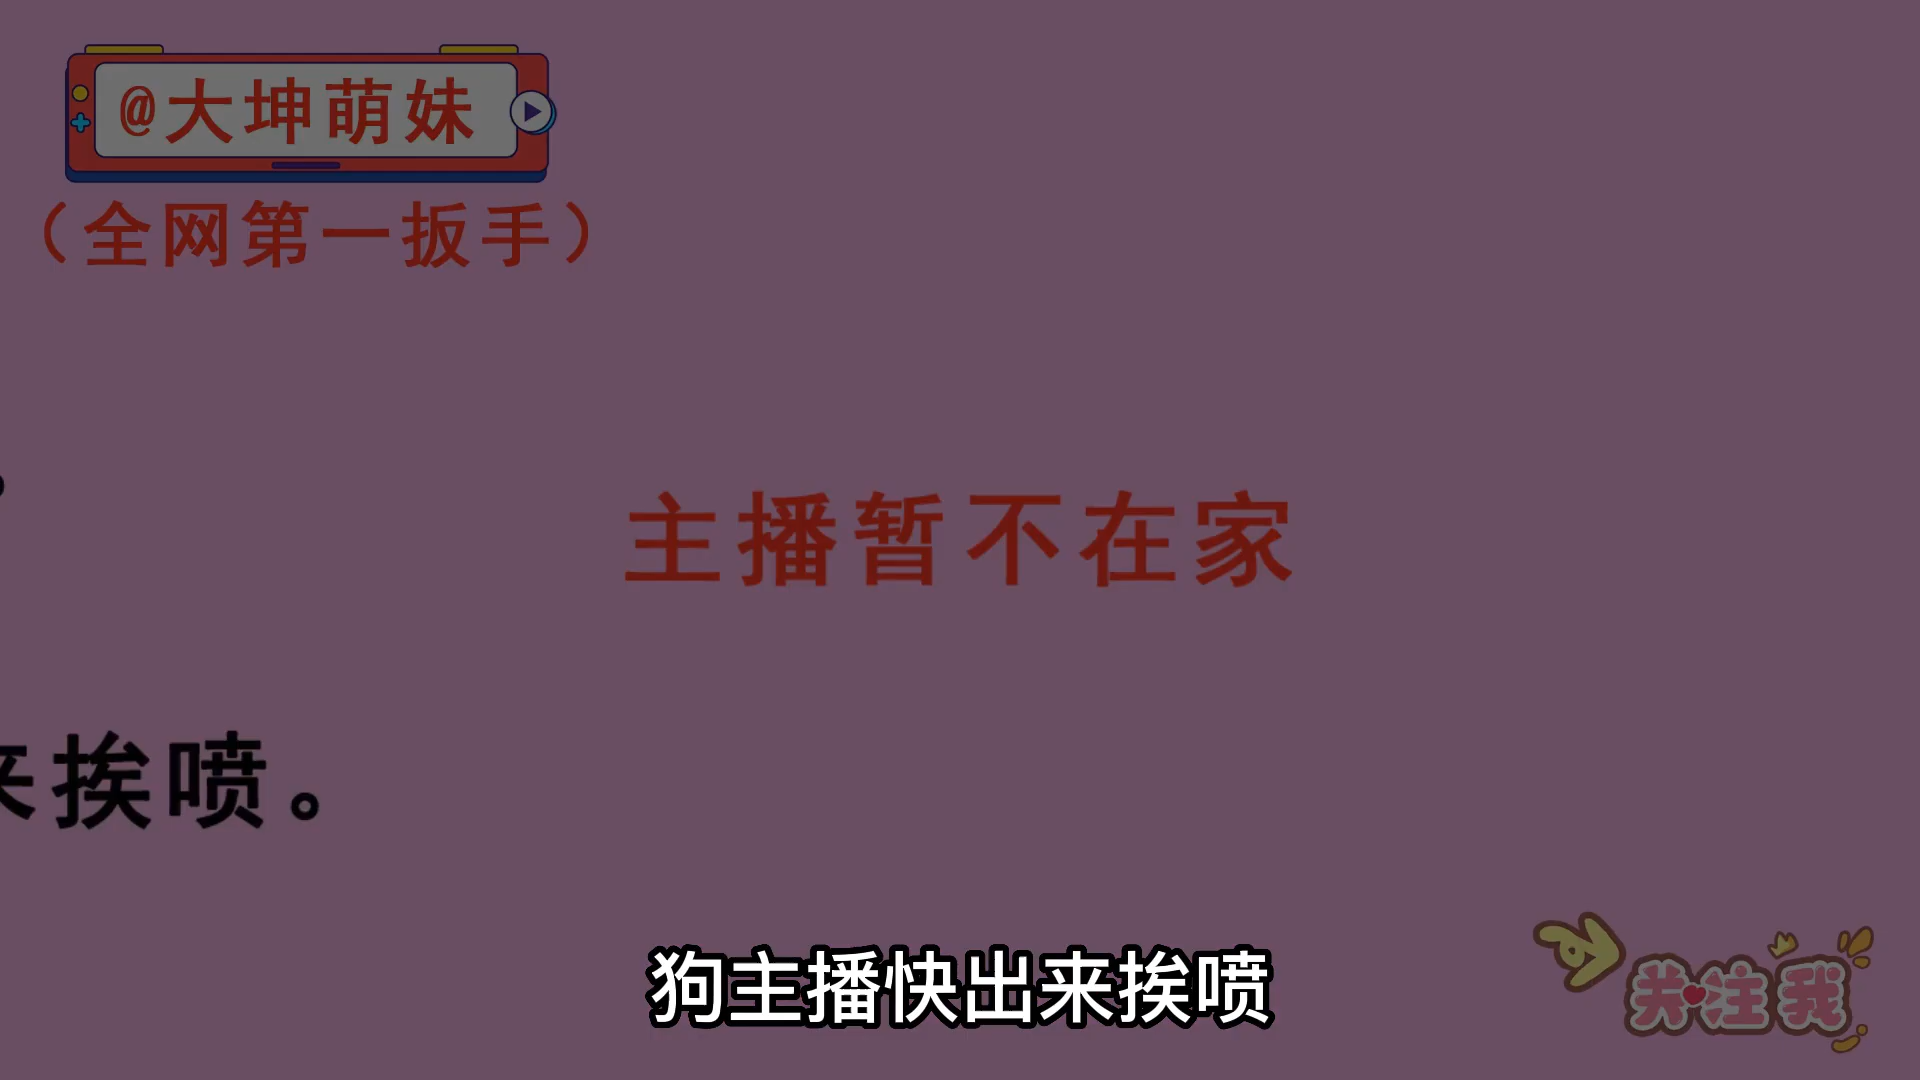 @大坤萌妹
（全网第一扳手）
主播暂不在家
来挨喷。
狗主播快出来挨喷
关注我